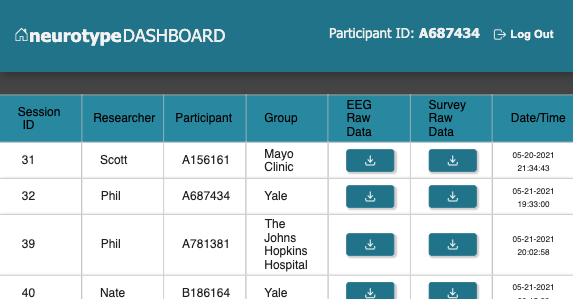 neurotypeDASHBOARD
Participant ID: A687434
Log Out
Session ID
Researcher
Participant
Group
EEG Raw Data
Survey Raw Data
Date/Time
31
Scott
A156161
Mayo Clinic
05-20-2021
21:34:43
32
Phil
A687434
Yale
05-21-2021
19:33:00
39
Phil
A781381
The Johns Hopkins Hospital
05-21-2021
20:02:58
40
Nate
B186164
Yale
05-21-2021